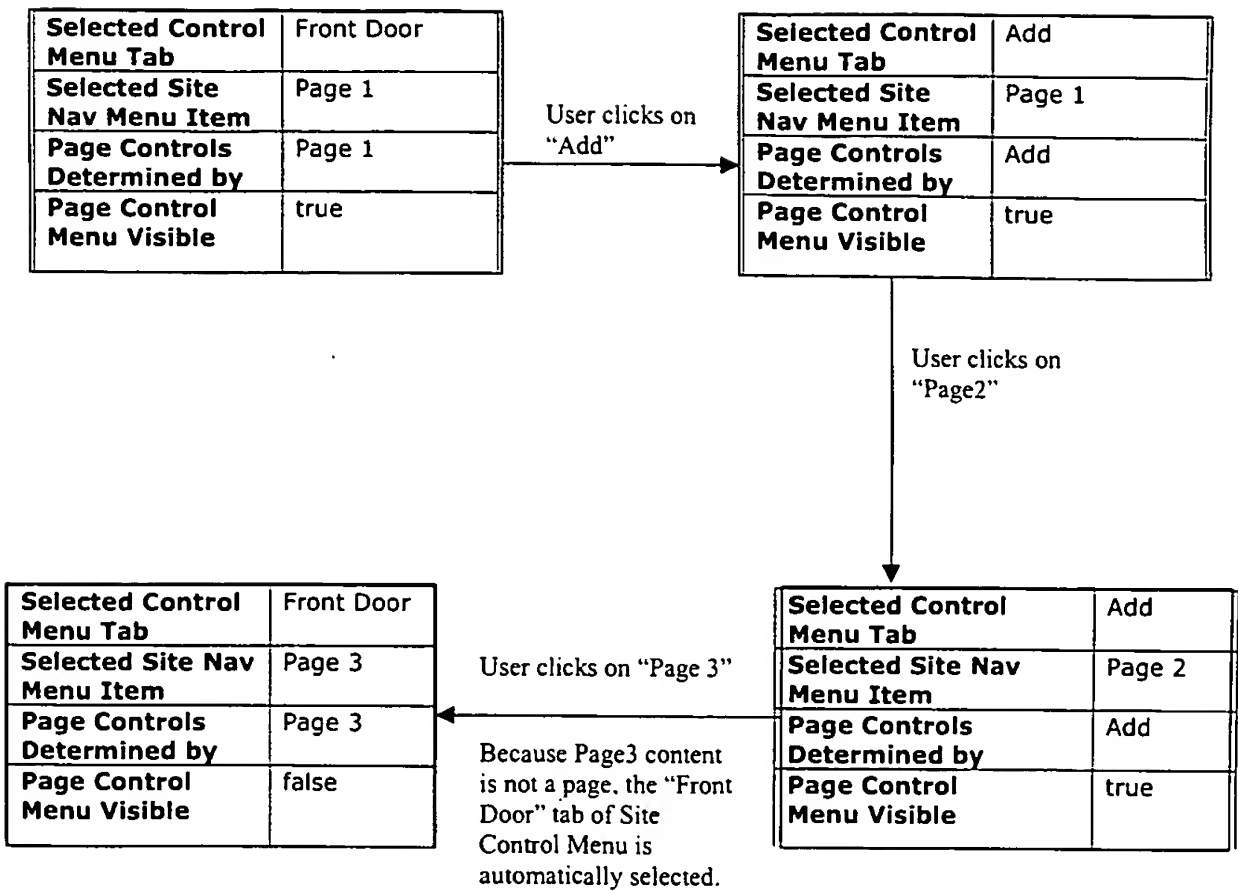 Selected Control Front Door
Menu Tab
Selected Site Page 1
Nav Menu Item
Page Controls Page 1
Determined by
Page Control true
Menu Visible
User clicks on
“Add”
Selected Control Add
Menu Tab
Selected Site Page 1
Nav Menu Item
Page Controls Add
Determined by
Page Control true
Menu Visible
User clicks on
“Page2”
Selected Control Add
Menu Tab
Selected Site Nav Page 2
Menu Item
Page Controls Add
Determined by
Page Control true
Menu Visible
User clicks on “Page 3”
Because Page3 content
is not a page, the “Front
Door” tab of Site
Control Menu is
automatically selected.
Selected Control Front Door
Menu Tab
Selected Site Nav Page 3
Menu Item
Page Controls Page 3
Determined by
Page Control false
Menu Visible